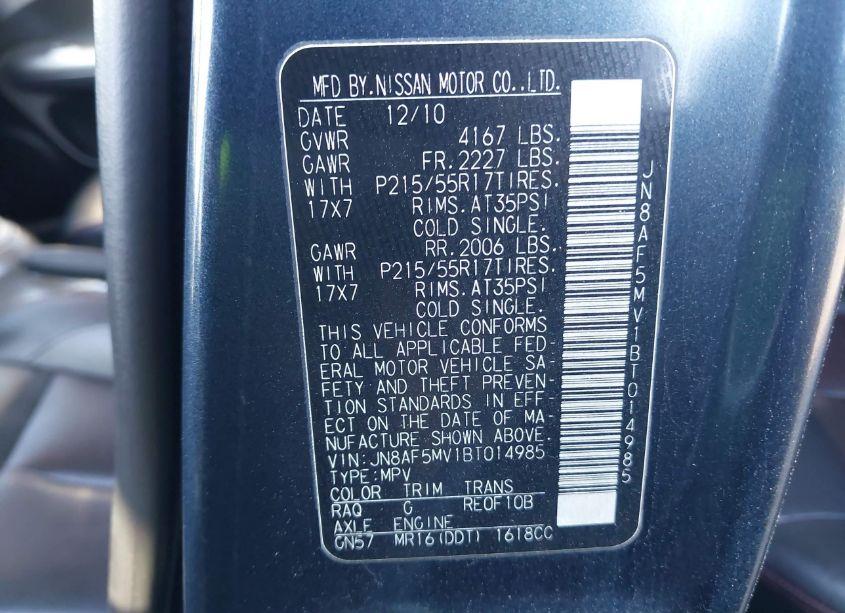 MFD BY.NISSAN MOTOR CO.,LTD.
DATE 12/10
GVWR 4167 LBS.
GAWR FR.2227 LBS.
WITH P215/55R17TIRES.
17X7 RIMS.AT35PSI
COLD SINGLE.
GAWR RR.2006 LBS.
WITH P215/55R17TIRES.
17X7 RIMS.AT35PSI
COLD SINGLE.
THIS VEHICLE CONFORMS
TO ALL APPLICABLE FED-
ERAL MOTOR VEHICLE SA-
FETY AND THEFT PREVEN-
TION STANDARDS IN EFF-
ECT ON THE DATE OF MA-
NUFACTURE SHOWN ABOVE.
VIN:JN8AF5MV1BT014985
TYPE:MPV
COLOR TRIM TRANS
RAQ G RE0F10B
AXLE ENGINE
GN57 MR16(DDT) 1618CC
JN8AF5MV1BT014985